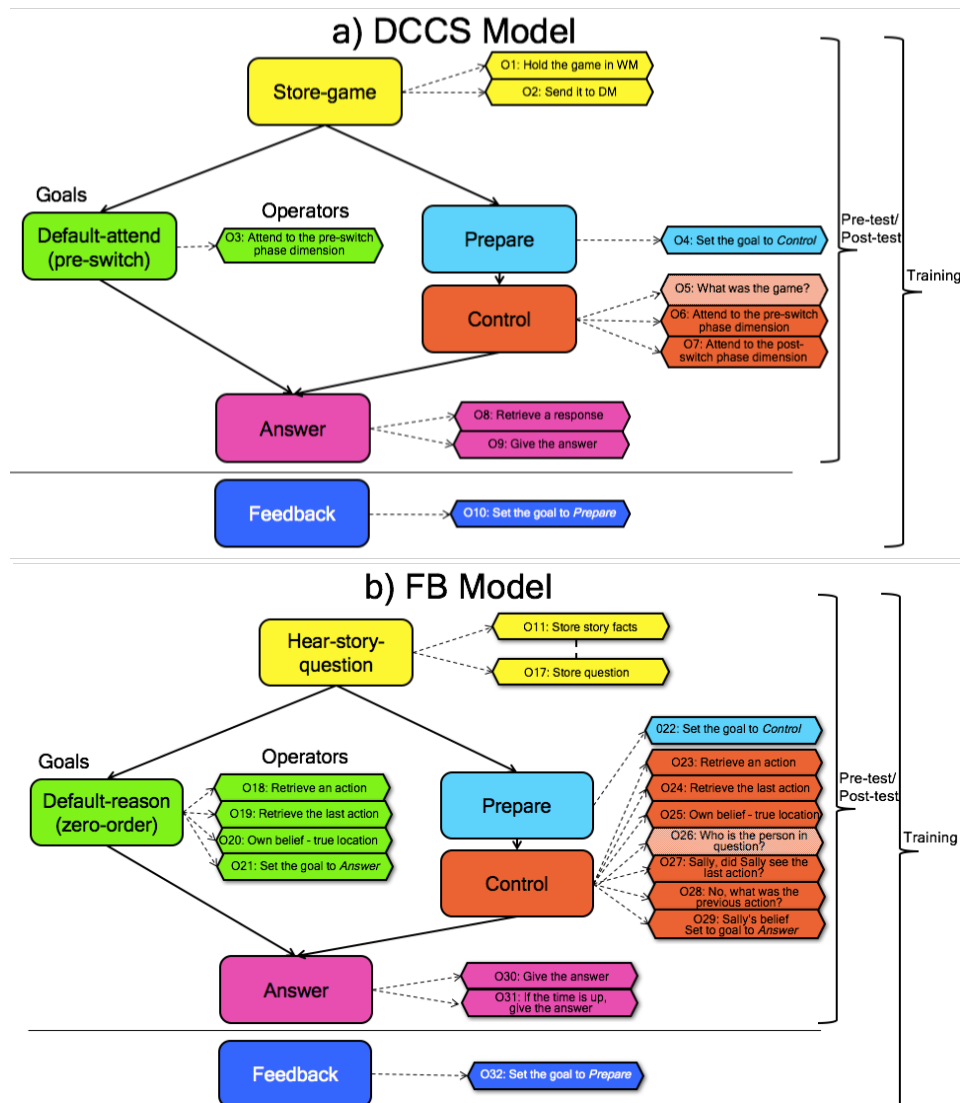 a) DCCS Model
Store-game
O1: Hold the game in WM
O2: Send it to DM
Goals
Default-attend
(pre-switch)
Operators
O3: Attend to the pre-switch
phase dimension
Prepare
O4: Set the goal to Control
Control
O5: What was the game?
O6: Attend to the pre-switch
phase dimension
O7: Attend to the post-
switch phase dimension
Pre-test/
Post-test
Training
Answer
O8: Retrieve a response
O9: Give the answer
Feedback
O10: Set the goal to Prepare
b) FB Model
Hear-story-
question
O11: Store story facts
O17: Store question
Goals
Default-reason
(zero-order)
Operators
O18: Retrieve an action
O19: Retrieve the last action
O20: Own belief - true location
O21: Set the goal to Answer
Prepare
022: Set the goal to Control
Control
O23: Retrieve an action
O24: Retrieve the last action
O25: Own belief - true location
O26: Who is the person in
question?
O27: Sally, did Sally see the
last action?
O28: No, what was the
previous action?
O29: Sally's belief
Set to goal to Answer
Pre-test/
Post-test
Training
Answer
O30: Give the answer
O31: If the time is up,
give the answer
Feedback
O32: Set the goal to Prepare